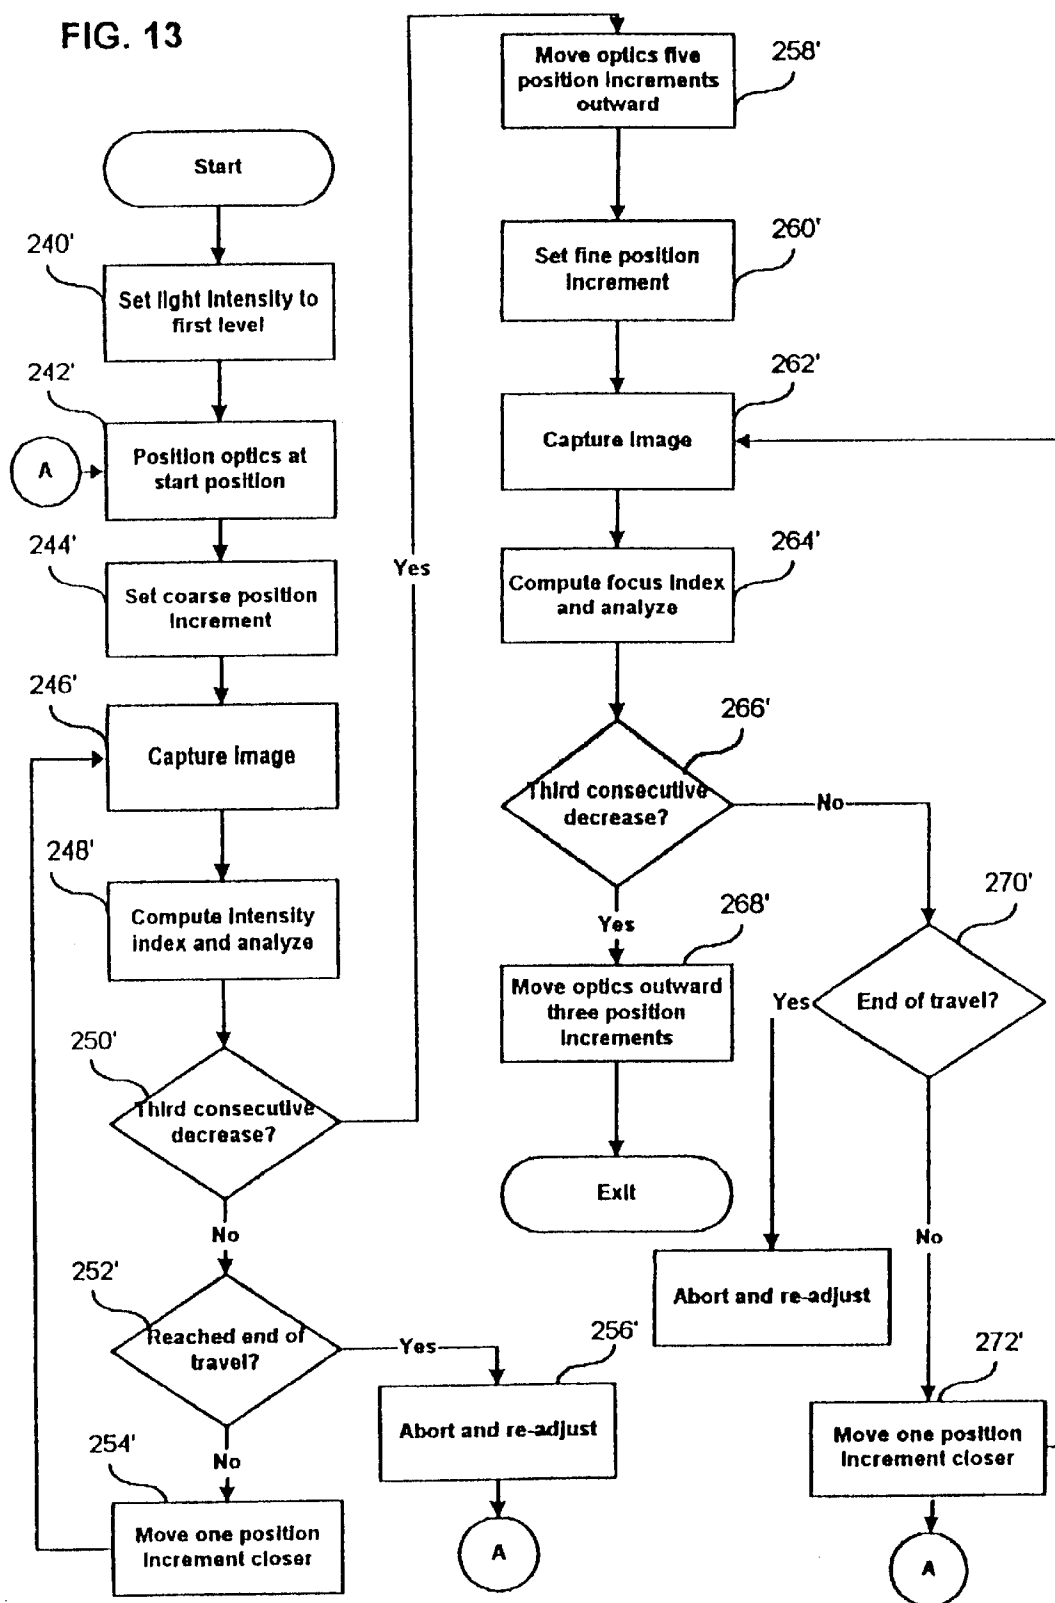 FIG. 13
Start
240'
Set light Intensity to
first level
242'
A
Position optics at
start position
244'
Set coarse position
Increment
246'
Capture Image
248'
Compute Intensity
index and analyze
250'
Third consecutive
decrease?
Yes
No
252'
Reached end of
travel?
Yes
No
254'
Move one position
Increment closer
256'
Abort and re-adjust
A
258'
Move optics five
position Increments
outward
260'
Set fine position
Increment
262'
Capture Image
264'
Compute focus Index
and analyze
266'
Third consecutive
decrease?
No
Yes
268'
Move optics outward
three position
Increments
Exit
270'
End of travel?
Yes
No
Abort and re-adjust
272'
Move one position
Increment closer
A